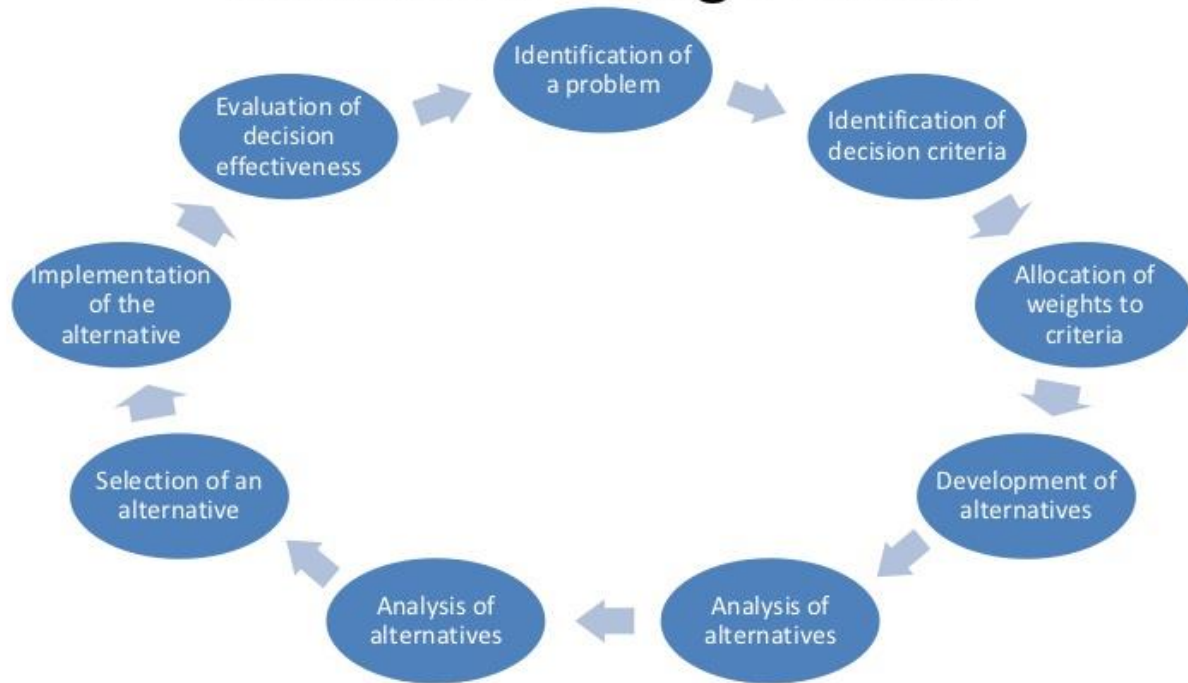 Identification of
a problem
Identification of
decision criteria
Allocation of
weights to
criteria
Development of
alternatives
Analysis of
alternatives
Analysis of
alternatives
Selection of an
alternative
Implementation
of the
alternative
Evaluation of
decision
effectiveness